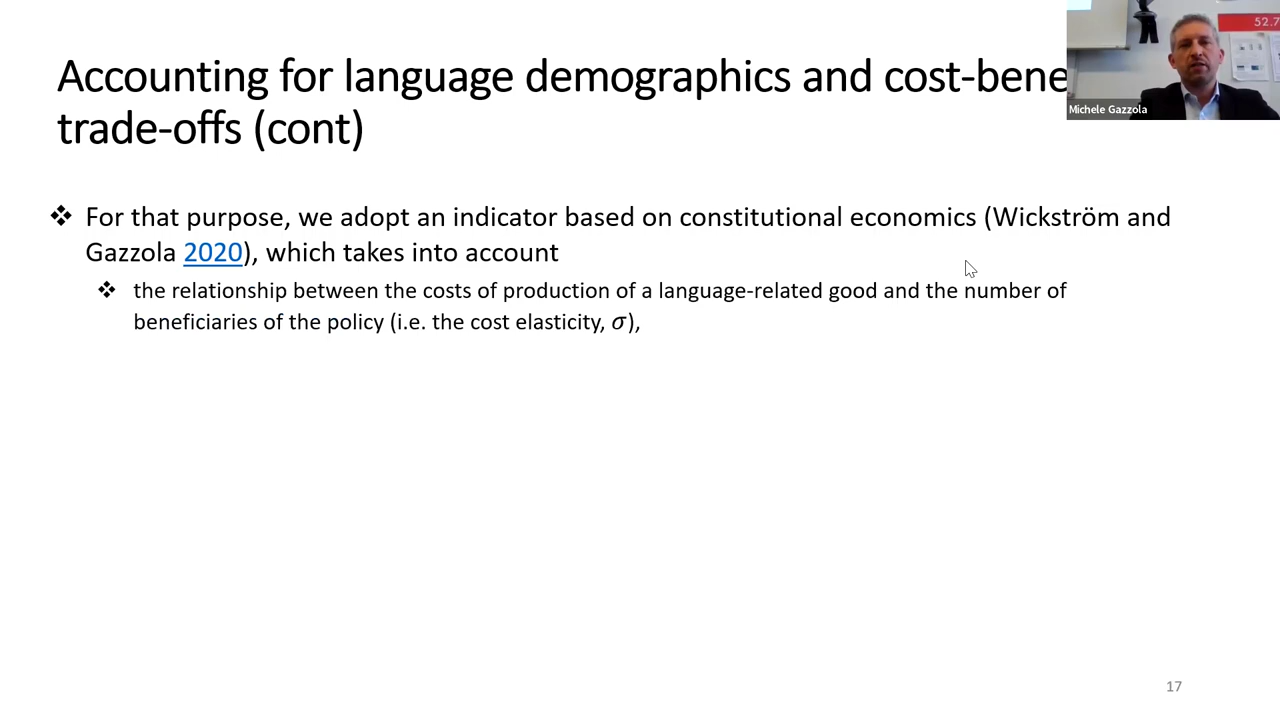 Accounting for language demographics and cost-bene
trade-offs (cont)
52.7
Michele Gazzola
❖ For that purpose, we adopt an indicator based on constitutional economics (Wickström and
Gazzola 2020), which takes into account
❖ the relationship between the costs of production of a language-related good and the number of
beneficiaries of the policy (i.e. the cost elasticity, σ),
17